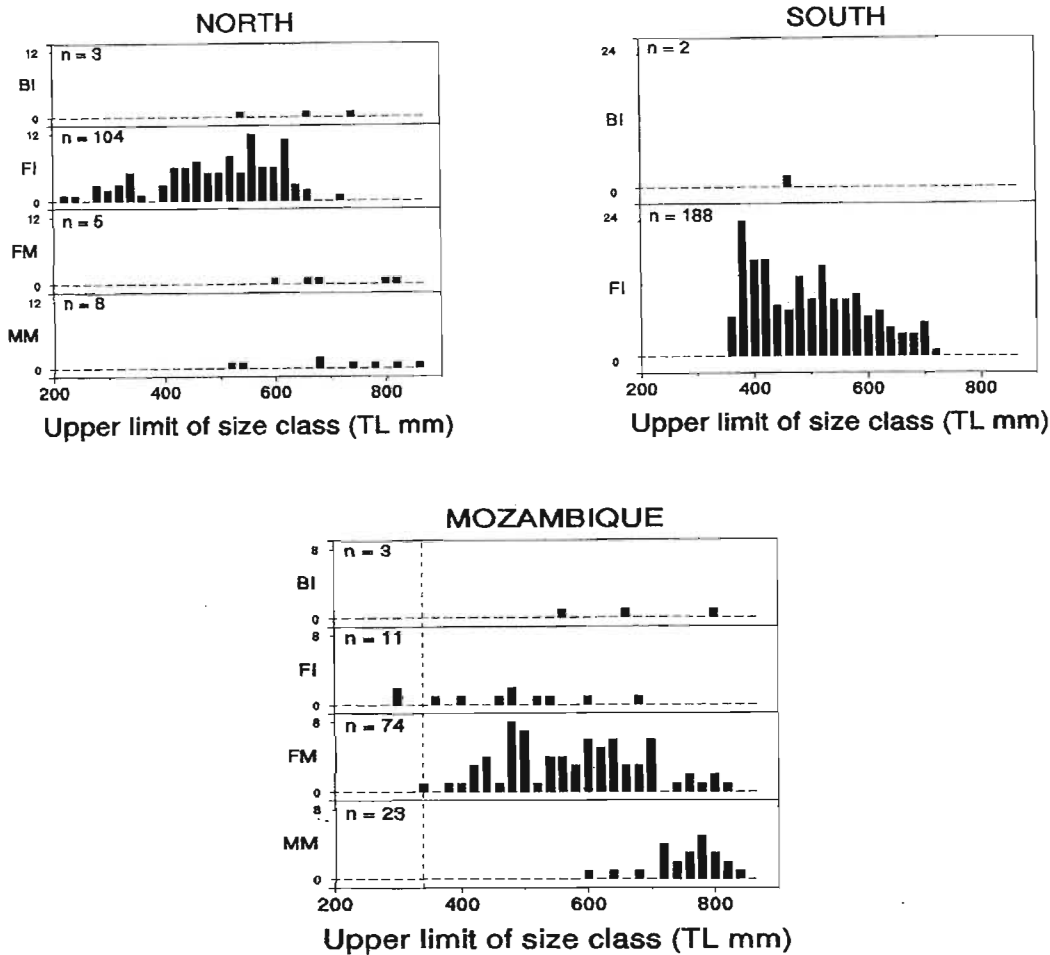 NORTH
12 n = 3
BI
0
12 n = 104
FI
0
12 n = 5
FM
0
12 n = 8
MM
0
200 400 600 800
Upper limit of size class (TL mm)
SOUTH
24 n = 2
BI
0
24 n = 188
FI
0
200 400 600 800
Upper limit of size class (TL mm)
MOZAMBIQUE
8 n = 3
BI
0
8 n = 11
FI
0
8 n = 74
FM
0
8 n = 23
MM
0
200 400 600 800
Upper limit of size class (TL mm)